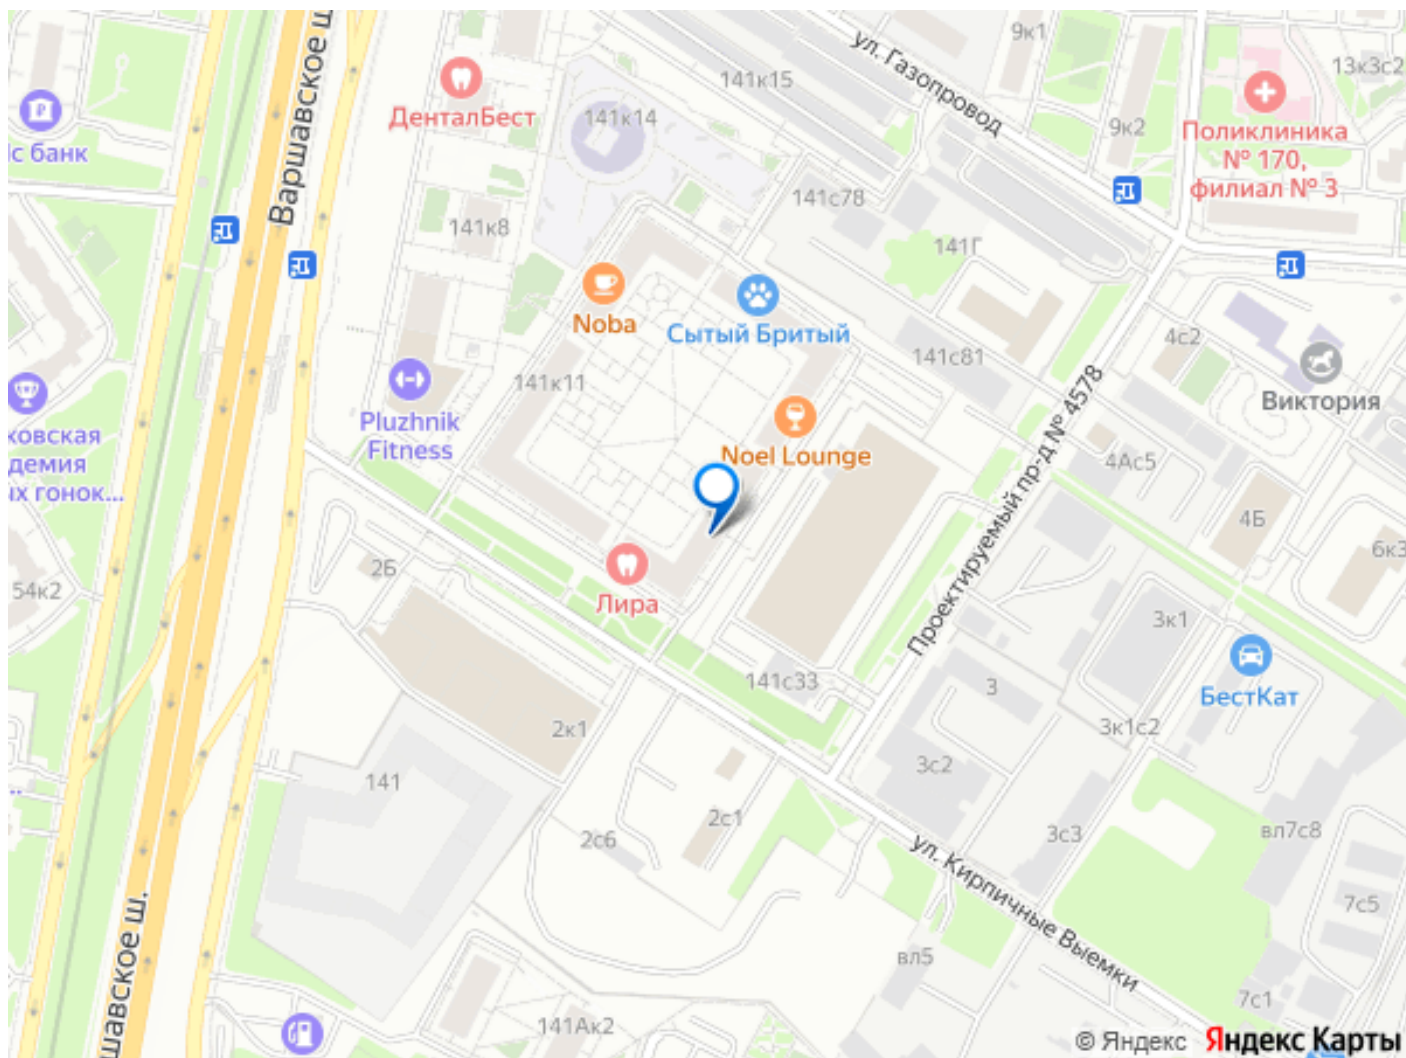 Варшавское ш.
ДенталБест
141к15
141к14
ул. Газопровод
9к1
13к3с2
9к2
Поликлиника
№ 170,
филиал № 3
с банк
141к8
141с78
141Г
Noba
Сытый Бритый
141с81
4с2
Виктория
141к11
Pluzhnik
Fitness
Noel Lounge
Проектируемый пр-д № 4578
4Ас5
4Б
6к3
ховская
демия
ых гонок...
54к2
2Б
Лира
141с33
3к1
БестКат
3
3к1с2
2к1
141
3с2
2с1
2с6
3с3
вл7с8
ул. Кирпичные Выемки
7с5
вл5
7с1
141Ак2
шавское ш.
© Яндекс Яндекс Карты